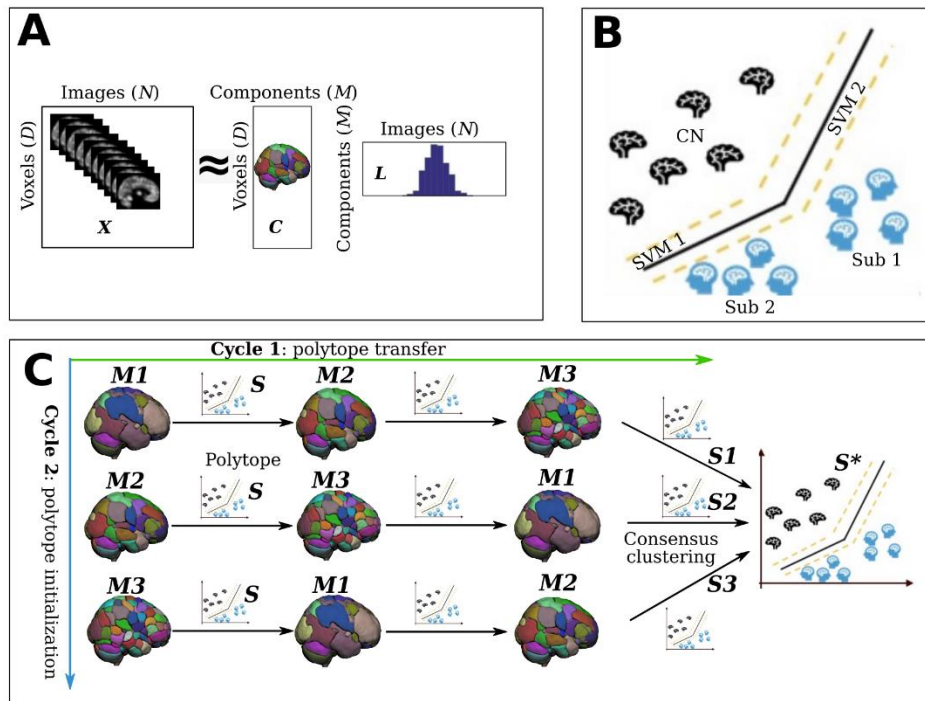 A
Images (N)
Voxels (D)
X
≈
Components (M)
Voxels (D)
C
Components (M)
Images (N)
L
B
CN
SVM 1
SVM 2
Sub 1
Sub 2
C
Cycle 1: polytope transfer
Cycle 2: polytope initialization
M1
S
M2
M3
S1
Polytope
M2
S
M3
M1
S2
Consensus
clustering
S*
M3
S
M1
M2
S3